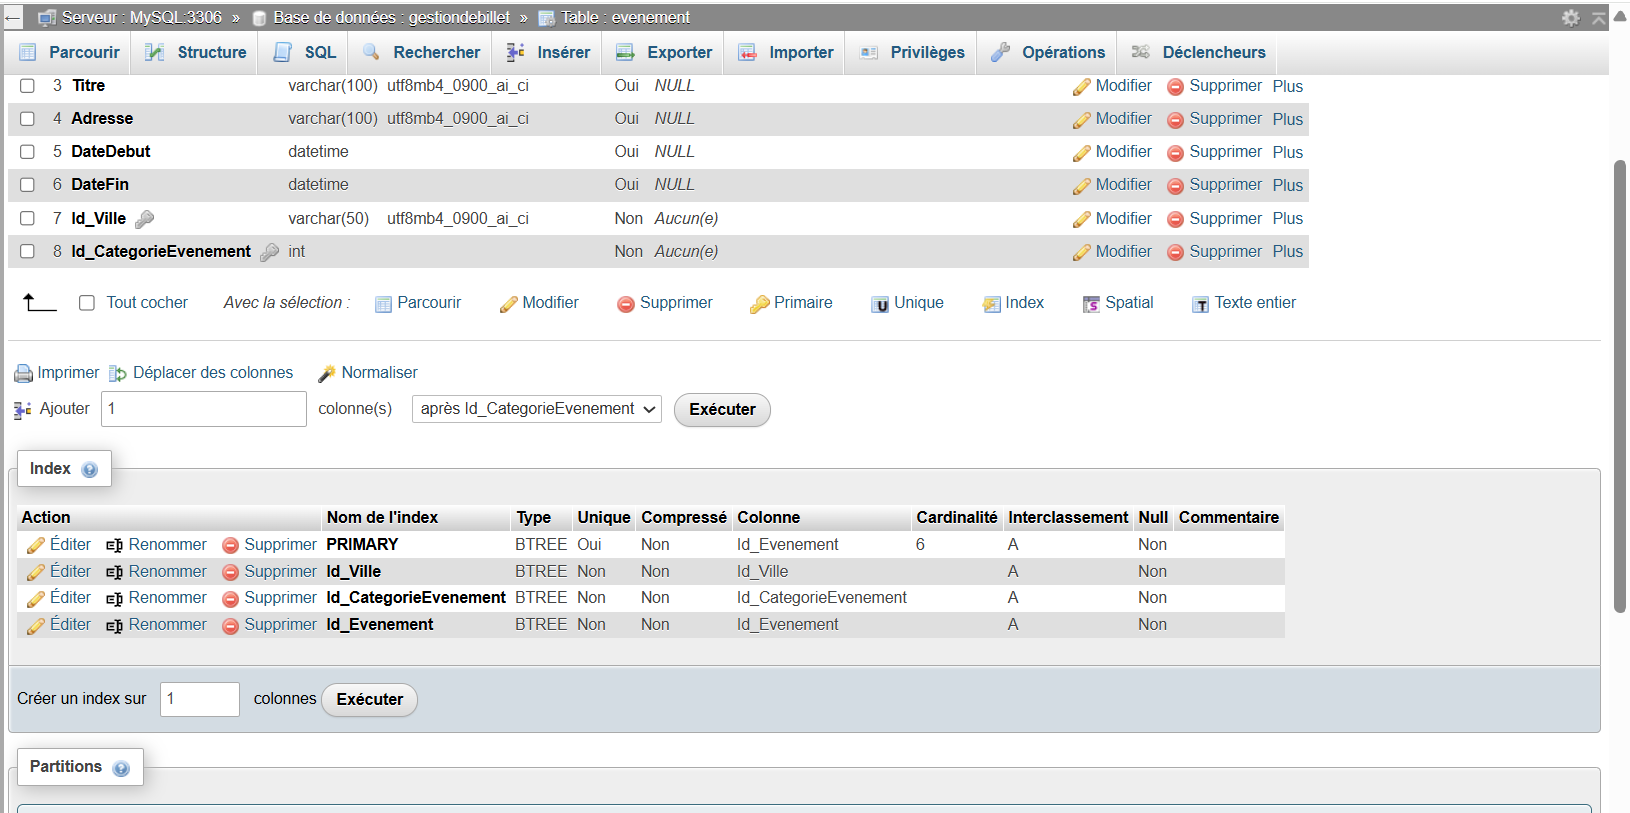 ← Serveur : MySQL:3306 » Base de données : gestiondebillet » Table : evenement
Parcourir Structure SQL Rechercher Insérer Exporter Importer Privilèges Opérations Déclencheurs
3 Titre varchar(100) utf8mb4_0900_ai_ci Oui NULL Modifier Supprimer Plus
4 Adresse varchar(100) utf8mb4_0900_ai_ci Oui NULL Modifier Supprimer Plus
5 DateDebut datetime Oui NULL Modifier Supprimer Plus
6 DateFin datetime Oui NULL Modifier Supprimer Plus
7 Id_Ville varchar(50) utf8mb4_0900_ai_ci Non Aucun(e) Modifier Supprimer Plus
8 Id_CategorieEvenement int Non Aucun(e) Modifier Supprimer Plus
Tout cocher Avec la sélection : Parcourir Modifier Supprimer Primaire U Unique Index S Spatial T Texte entier
Imprimer Déplacer des colonnes Normaliser
Ajouter 1 colonne(s) après Id_CategorieEvenement Exécuter
Index
Action Nom de l'index Type Unique Compressé Colonne Cardinalité Interclassement Null Commentaire
Éditer Renommer Supprimer PRIMARY BTREE Oui Non Id_Evenement 6 A Non
Éditer Renommer Supprimer Id_Ville BTREE Non Non Id_Ville A Non
Éditer Renommer Supprimer Id_CategorieEvenement BTREE Non Non Id_CategorieEvenement A Non
Éditer Renommer Supprimer Id_Evenement BTREE Non Non Id_Evenement A Non
Créer un index sur 1 colonnes Exécuter
Partitions